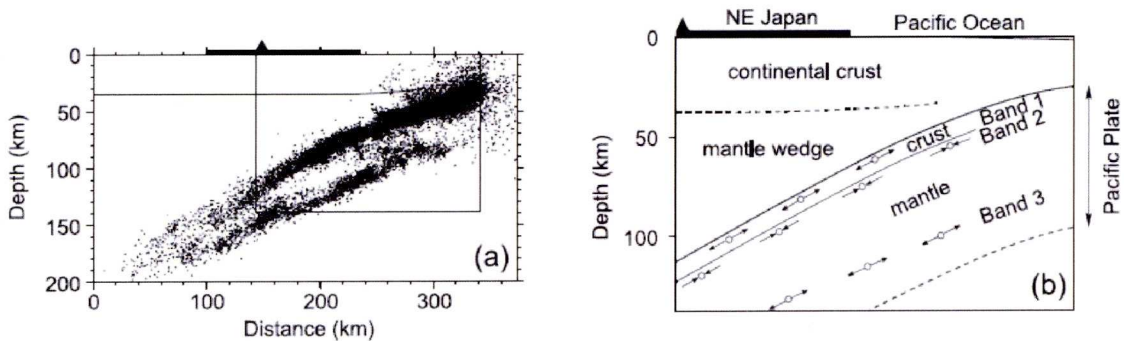 0
50
100
150
200
Depth (km)
0
100
200
300
Distance (km)
(a)
NE Japan
Pacific Ocean
0
50
100
Depth (km)
continental crust
mantle wedge
crust
Band 1
Band 2
mantle
Band 3
Pacific Plate
(b)